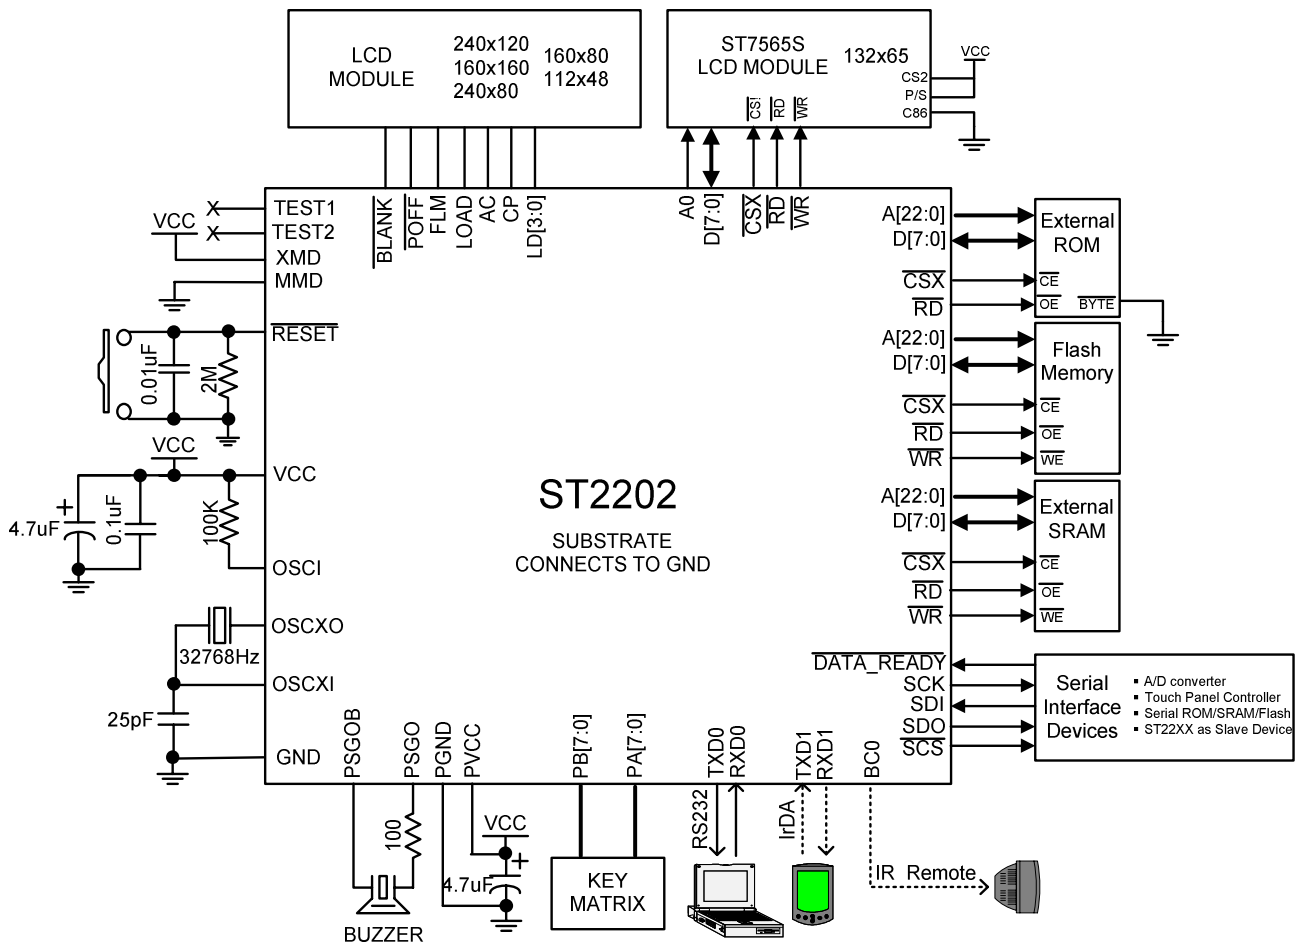 LCD
MODULE
240x120
160x160
240x80
160x80
112x48
ST7565S
LCD MODULE
132x65
VCC
CS2
P/S
C86
CS1
RD
WR
BLANK
POFF
FLM
LOAD
AC
CP
LD[3:0]
A0
D[7:0]
CSX
RD
WR
X
X
VCC
TEST1
TEST2
XMD
MMD
RESET
0.01uF
2M
VCC
VCC
4.7uF
+
0.1uF
100K
OSCI
OSCXO
32768Hz
OSCXI
25pF
GND
ST2202
SUBSTRATE
CONNECTS TO GND
A[22:0]
D[7:0]
CSX
RD
External
ROM
CE
OE
BYTE
A[22:0]
D[7:0]
CSX
RD
WR
Flash
Memory
CE
OE
WE
A[22:0]
D[7:0]
CSX
RD
WR
External
SRAM
CE
OE
WE
DATA_READY
SCK
SDI
SDO
SCS
Serial
Interface
Devices
▪ A/D converter
▪ Touch Panel Controller
▪ Serial ROM/SRAM/Flash
▪ ST22XX as Slave Device
PSGOB
PSGO
PGND
PVCC
PB[7:0]
PA[7:0]
TXD0
RXD0
TXD1
RXD1
BC0
100
VCC
+
4.7uF
BUZZER
KEY
MATRIX
RS232
IrDA
IR Remote